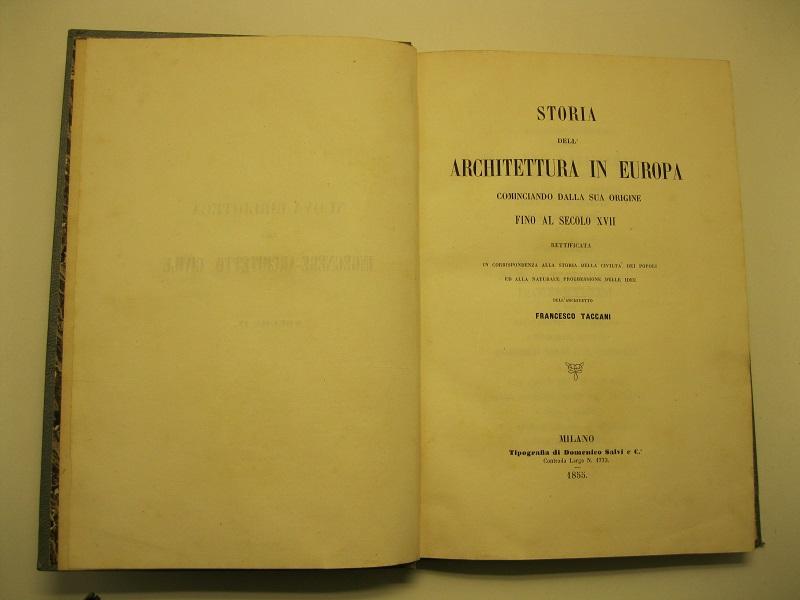 STORIA
DELL'
ARCHITETTURA IN EUROPA
COMINCIANDO DALLA SUA ORIGINE
FINO AL SECOLO XVII
RETTIFICATA
IN CORRISPONDENZA ALLA STORIA DELLA CIVILTA' DEI POPOLI
ED ALLA NATURALE PROGRESSIONE DELLE IDEE
DELL'ARCHITETTO
FRANCESCO TACCANI
MILANO
Tipografia di Domenico Salvi e C.°
Contrada Larga N. 4773.
1855.